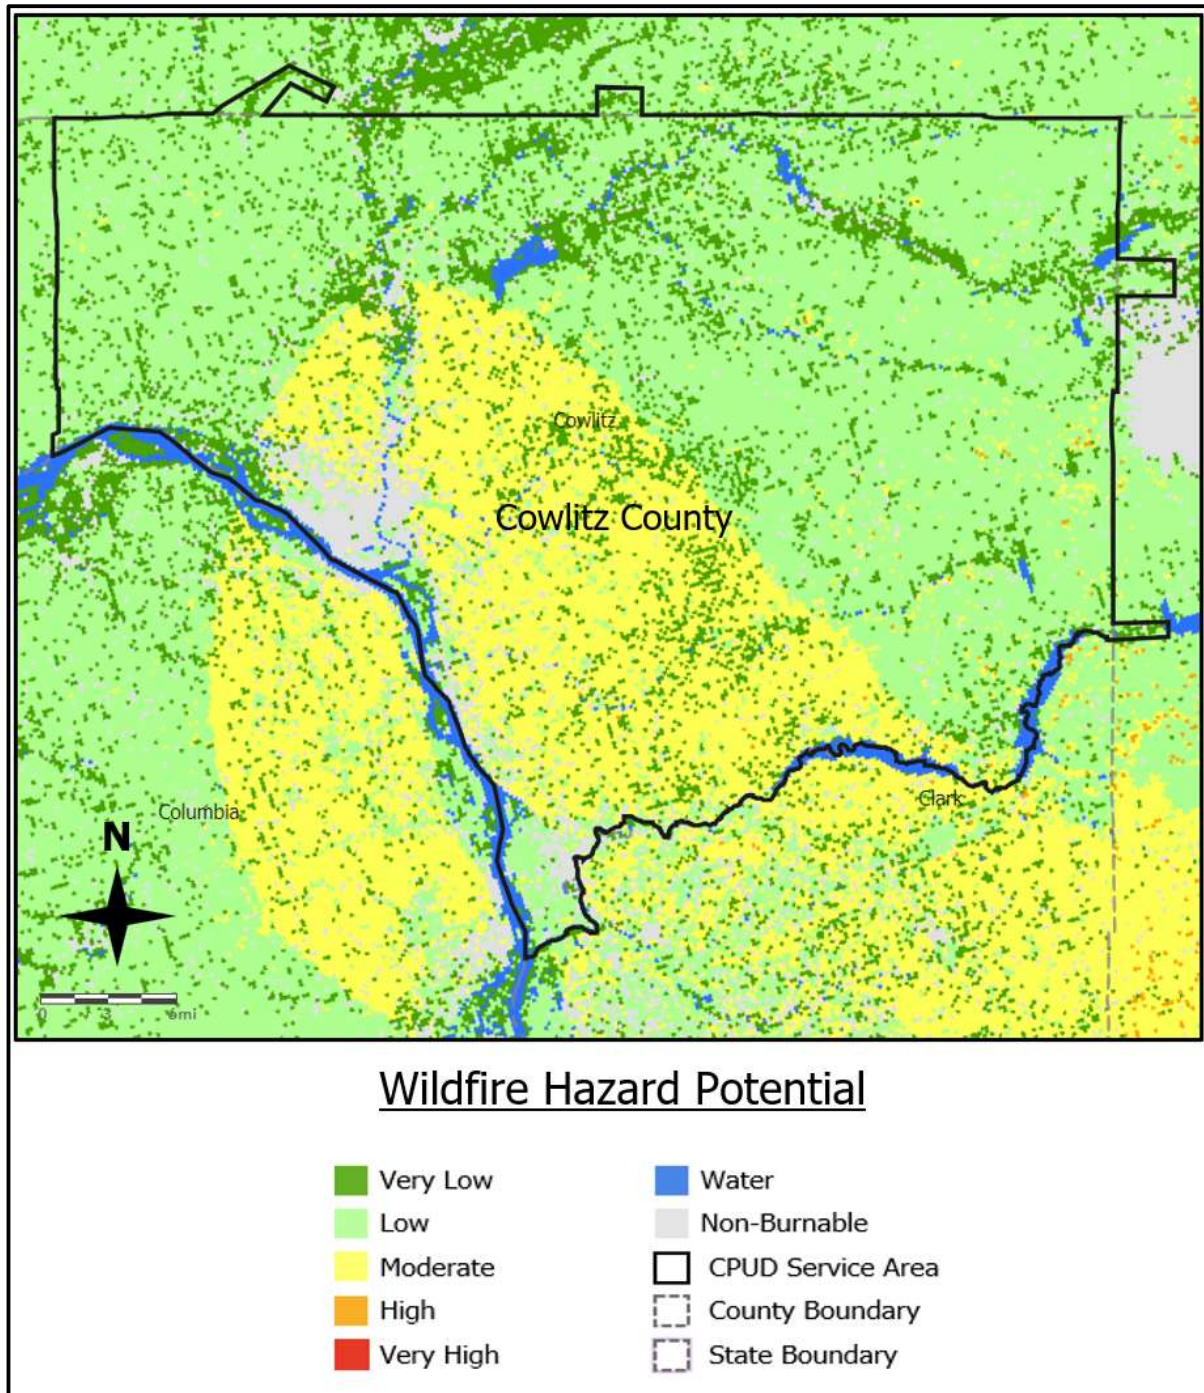 Cowlitz
Cowlitz County
Clark
Columbia
N
0 3 6mi
Wildfire Hazard Potential
Very Low
Low
Moderate
High
Very High
Water
Non-Burnable
CPUD Service Area
County Boundary
State Boundary